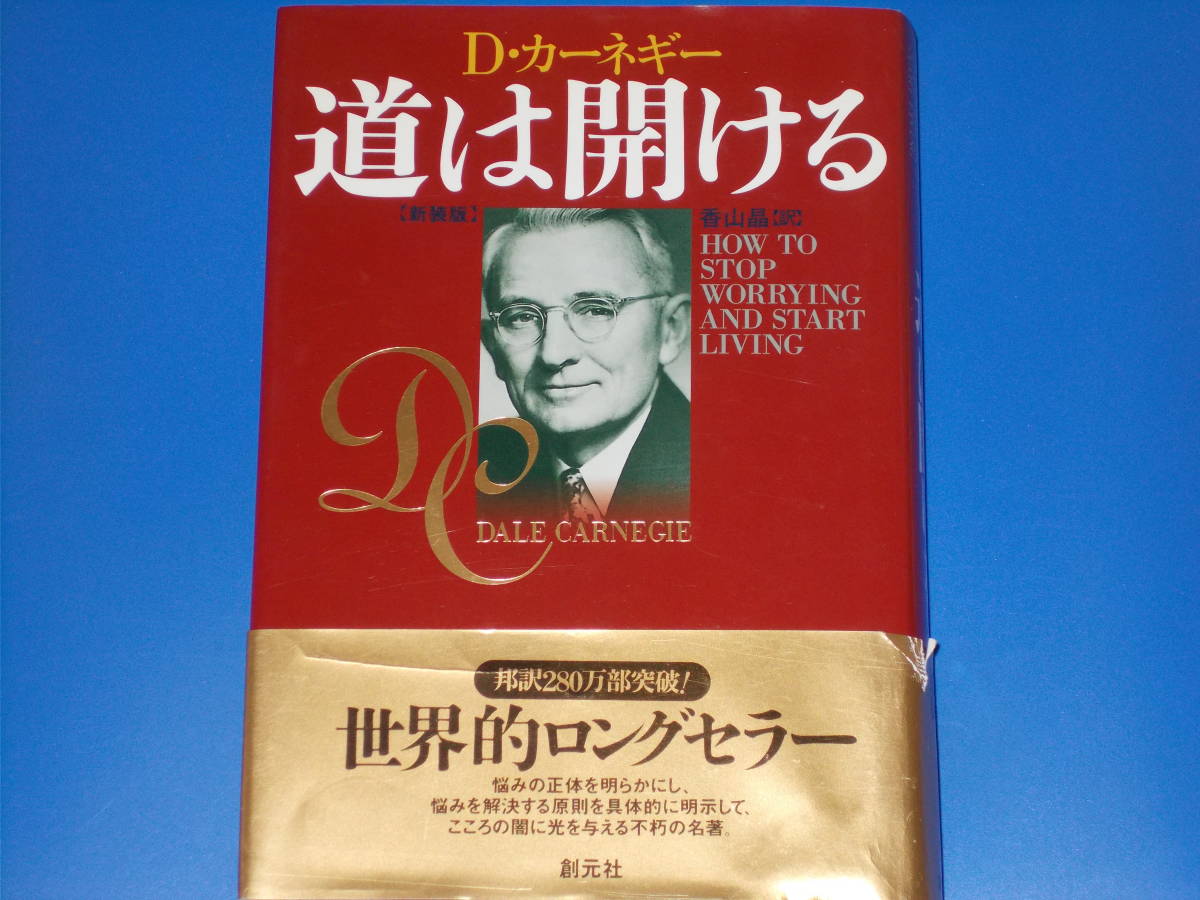 D・カーネギー
道は開ける
【新装版】
香山晶【訳】
HOW TO
STOP
WORRYING
AND START
LIVING
DC
DALE CARNEGIE
邦訳280万部突破!
世界的ロングセラー
悩みの正体を明らかにし、
悩みを解決する原則を具体的に明示して、
こころの闇に光を与える不朽の名著。
創元社